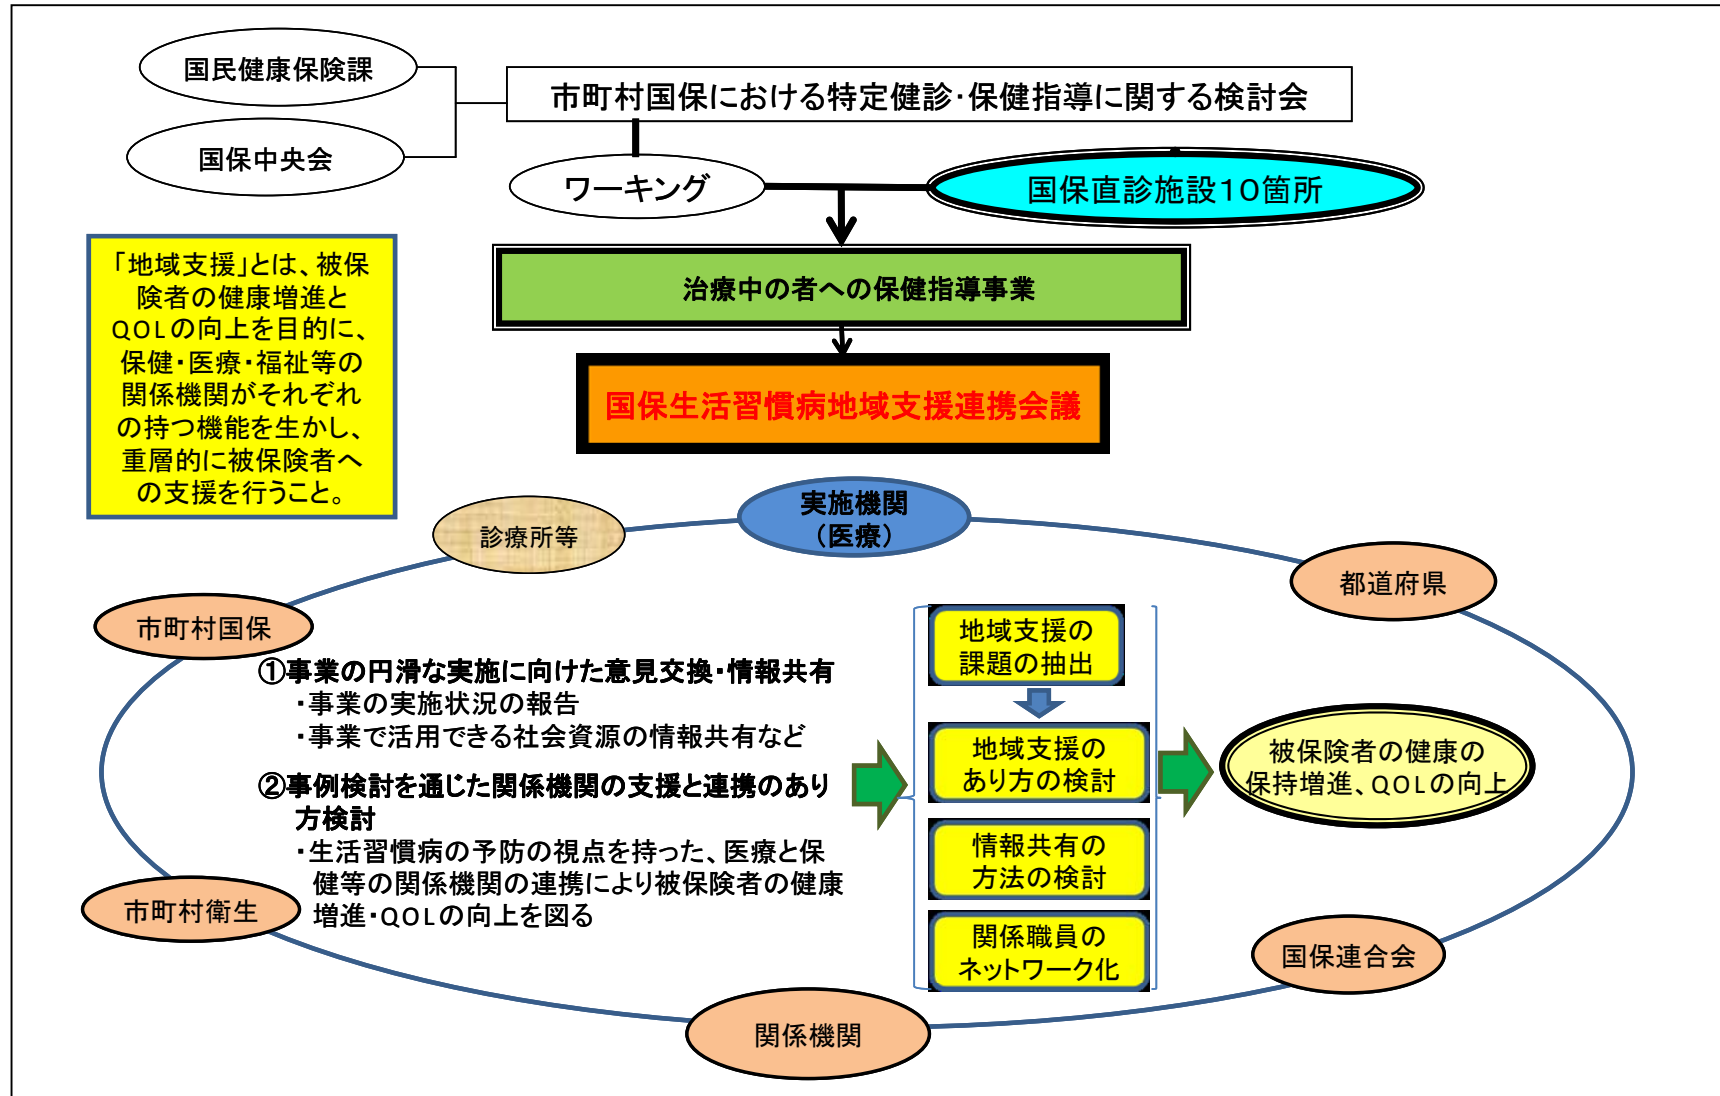 国民健康保険課
市町村国保における特定健診・保健指導に関する検討会
国保中央会
ワーキング
国保直診施設10箇所
「地域支援」とは、被保
険者の健康増進と
QOLの向上を目的に、
保健・医療・福祉等の
関係機関がそれぞれ
の持つ機能を生かし、
重層的に被保険者へ
の支援を行うこと。
治療中の者への保健指導事業
国保生活習慣病地域支援連携会議
実施機関
（医療）
診療所等
都道府県
市町村国保
①事業の円滑な実施に向けた意見交換・情報共有
・事業の実施状況の報告
・事業で活用できる社会資源の情報共有など
②事例検討を通じた関係機関の支援と連携のあり
方検討
・生活習慣病の予防の視点を持った、医療と保
健等の関係機関の連携により被保険者の健康
増進・QOLの向上を図る
地域支援の
課題の抽出
地域支援の
あり方の検討
情報共有の
方法の検討
関係職員の
ネットワーク化
被保険者の健康の
保持増進、QOLの向上
市町村衛生
国保連合会
関係機関